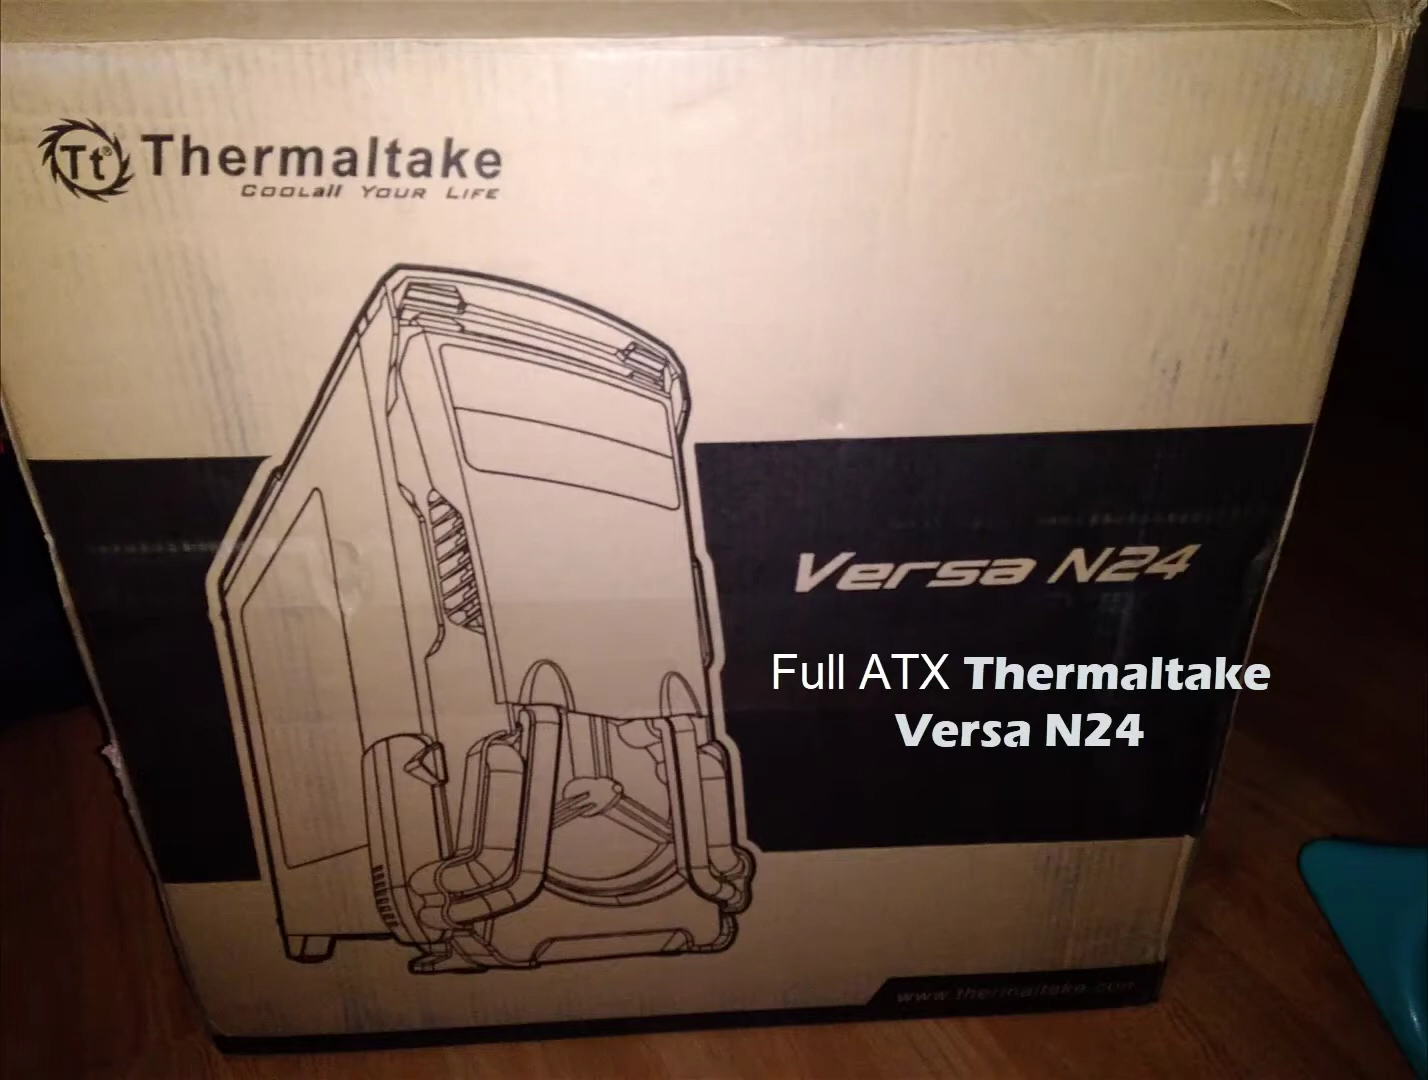 Tt® Thermaltake
COOLall YOUR LIFE
Versa N24
Full ATX Thermaltake
Versa N24
www.thermaltake.com